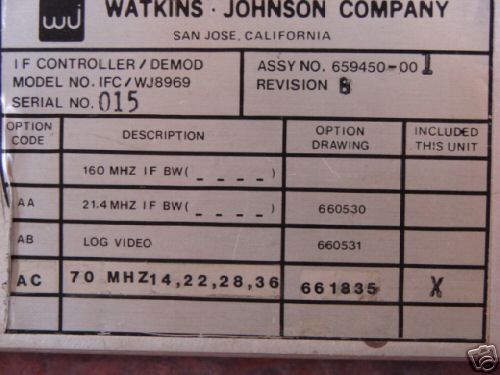 wj WATKINS · JOHNSON COMPANY
SAN JOSE, CALIFORNIA
IF CONTROLLER/DEMOD
MODEL NO. IFC/WJ8969
SERIAL NO. 015
ASSY NO. 659450-001
REVISION B
OPTION CODE DESCRIPTION OPTION DRAWING INCLUDED THIS UNIT
160 MHZ IF BW( _ _ _ _ )
AA 21.4 MHZ IF BW( _ _ _ _ ) 660530
AB LOG VIDEO 660531
AC 70 MHZ 14,22,28,36 661835 X
ebY